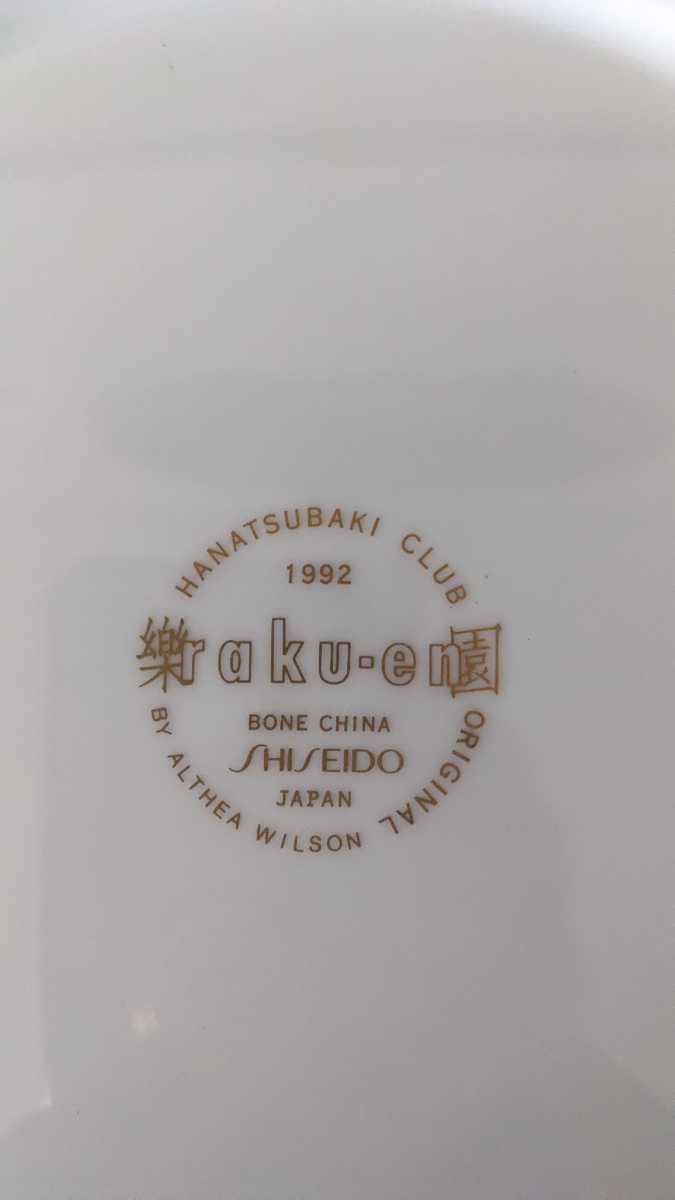 HANATSUBAKI CLUB ORIGINAL
1992
樂raku-en園
BONE CHINA
SHISEIDO
JAPAN
BY ALTHEA WILSON